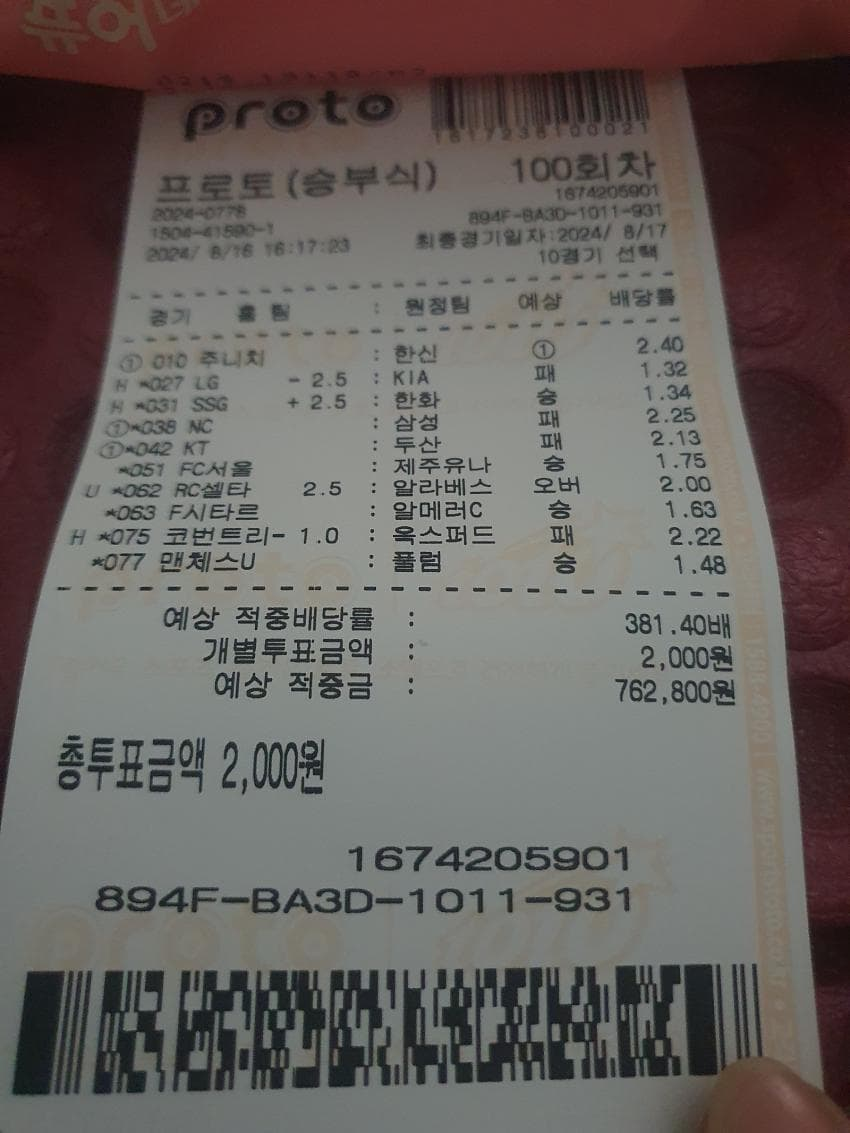 퓨어
proto
1617236100021
프로토(승부식) 100회차
2024-0778 1674205901
1504-41590-1 894F-BA3D-1011-931
2024/ 8/16 16:17:23 최종경기일자:2024/ 8/17
10경기 선택
경기 홈팀 : 원정팀 예상 배당률
① 010 주니치 : 한신 ① 2.40
H *027 LG - 2.5 : KIA 패 1.32
H *031 SSG + 2.5 : 한화 승 1.34
①*038 NC : 삼성 패 2.25
①*042 KT : 두산 패 2.13
*051 FC서울 : 제주유나 승 1.75
U *062 RC셀타 2.5 : 알라베스 오버 2.00
*063 F시타르 : 알메러C 승 1.63
H *075 코번트리- 1.0 : 옥스퍼드 패 2.22
*077 맨체스U : 풀럼 승 1.48
예상 적중배당률 : 381.40배
개별투표금액 : 2,000원
예상 적중금 : 762,800원
총투표금액 2,000원
1674205901
894F-BA3D-1011-931